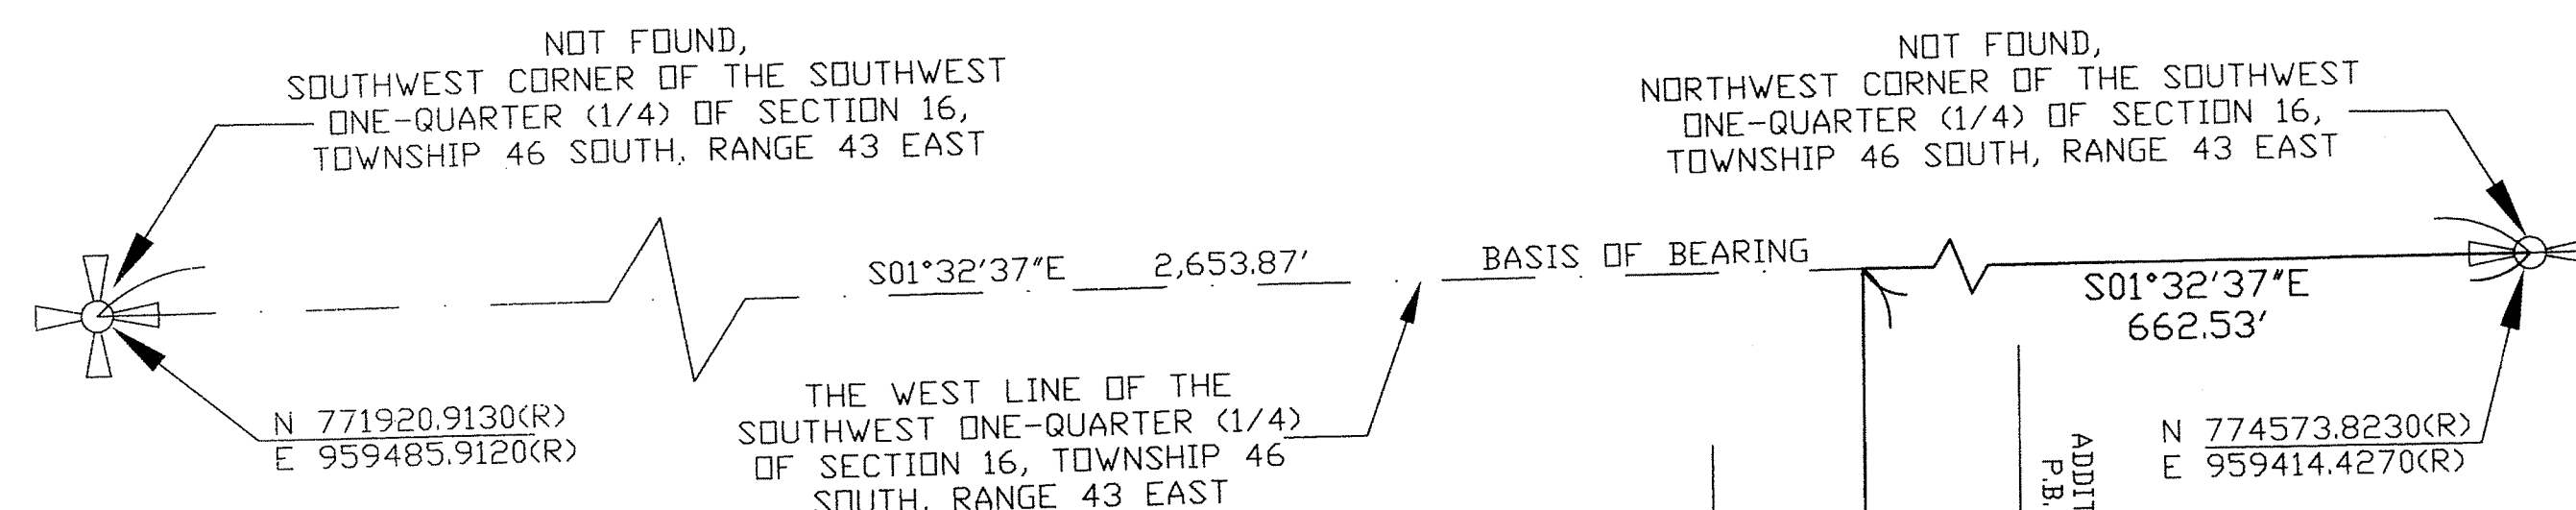 NOT FOUND,
SOUTHWEST CORNER OF THE SOUTHWEST
ONE-QUARTER (1/4) OF SECTION 16,
TOWNSHIP 46 SOUTH, RANGE 43 EAST
NOT FOUND,
NORTHWEST CORNER OF THE SOUTHWEST
ONE-QUARTER (1/4) OF SECTION 16,
TOWNSHIP 46 SOUTH, RANGE 43 EAST
S01°32'37"E 2,653.87'
BASIS OF BEARING
S01°32'37"E
662.53'
N 771920.9130(R)
E 959485.9120(R)
THE WEST LINE OF THE
SOUTHWEST ONE-QUARTER (1/4)
OF SECTION 16, TOWNSHIP 46
SOUTH, RANGE 43 EAST
N 774573.8230(R)
E 959414.4270(R)
ADDIT
P.B.